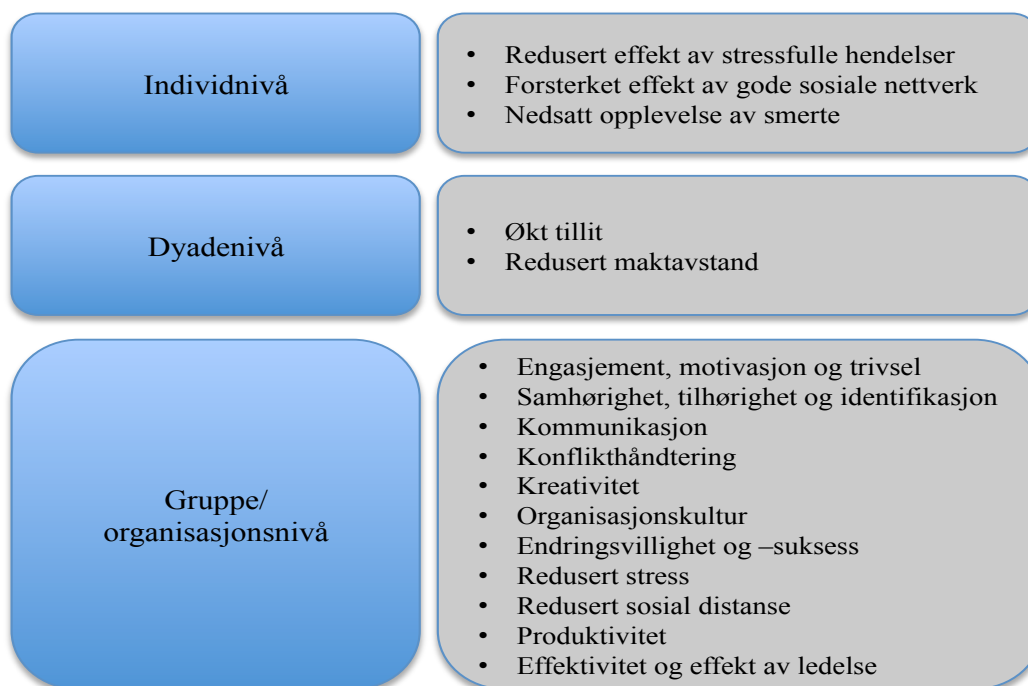 Individnivå
• Redusert effekt av stressfulle hendelser
• Forsterket effekt av gode sosiale nettverk
• Nedsatt opplevelse av smerte
Dyadenivå
• Økt tillit
• Redusert maktavstand
Gruppe/
organisasjonsnivå
• Engasjement, motivasjon og trivsel
• Samhørighet, tilhørighet og identifikasjon
• Kommunikasjon
• Konflikthåndtering
• Kreativitet
• Organisasjonskultur
• Endringsvillighet og –suksess
• Redusert stress
• Redusert sosial distanse
• Produktivitet
• Effektivitet og effekt av ledelse